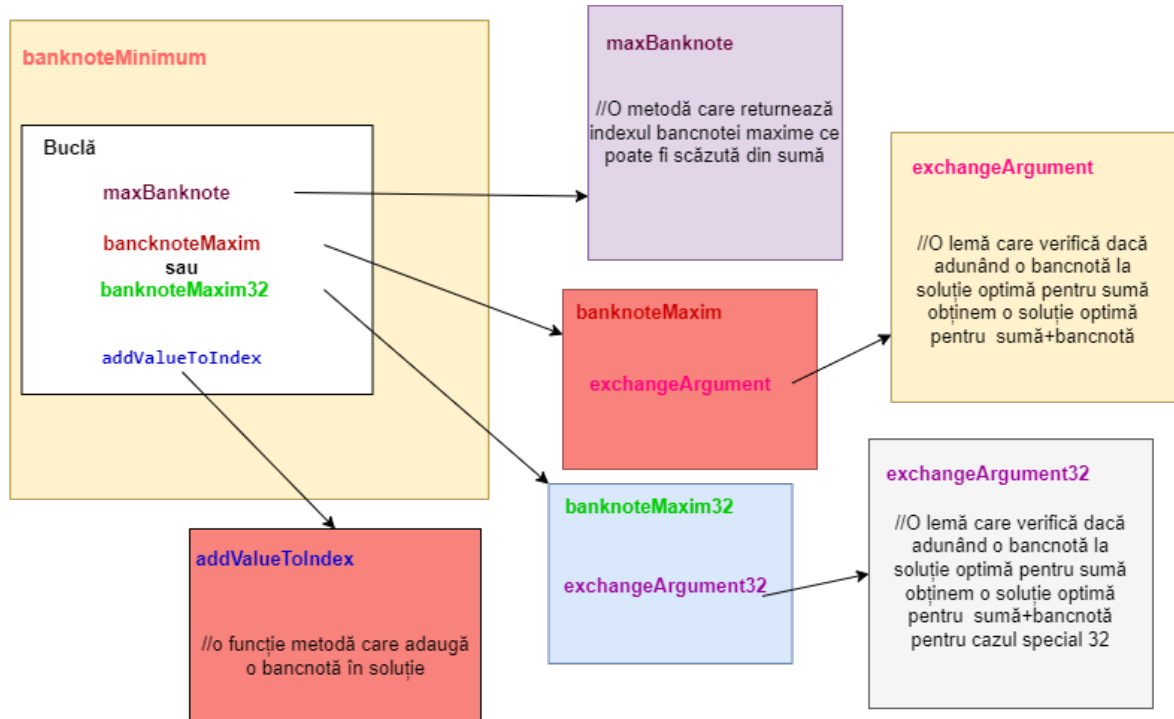 banknoteMinimum
Buclă
maxBanknote
bancknoteMaxim
sau
banknoteMaxim32
addValueToIndex
maxBanknote
//O metodă care returnează
indexul bancnotei maxime ce
poate fi scăzută din sumă
exchangeArgument
//O lemă care verifică dacă
adunând o bancnotă la
soluție optimă pentru sumă
obținem o soluție optimă
pentru sumă+bancnotă
banknoteMaxim
exchangeArgument
banknoteMaxim32
exchangeArgument32
exchangeArgument32
//O lemă care verifică dacă
adunând o bancnotă la
soluție optimă pentru sumă
obținem o soluție optimă
pentru sumă+bancnotă
pentru cazul special 32
addValueToIndex
//o funcție metodă care adaugă
o bancnotă în soluție